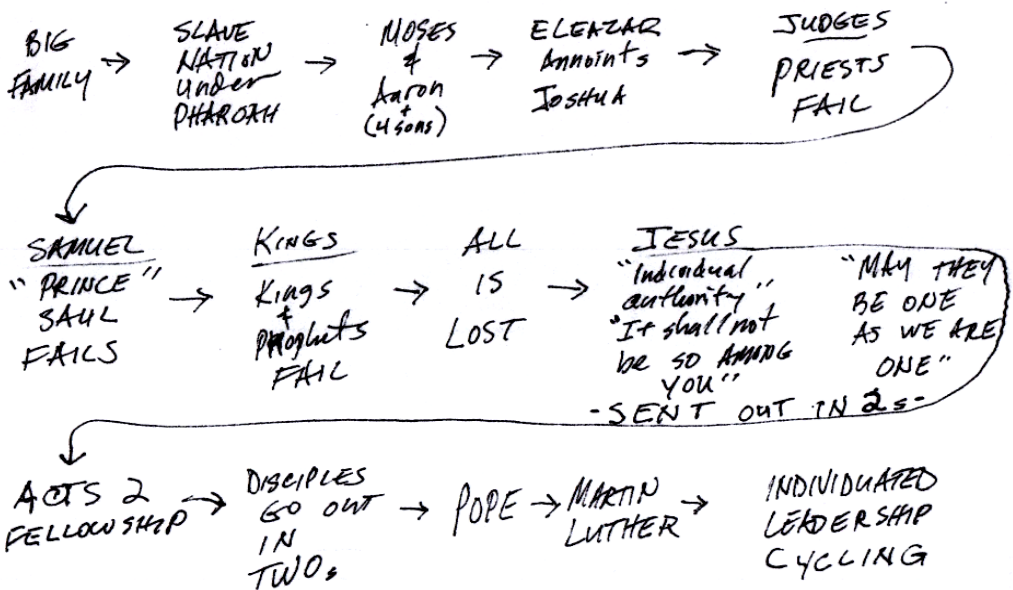 BIG
FAMILY →
SLAVE
NATION
under
PHAROAH →
MOSES
&
Aaron
+
(4 sons) →
ELEAZAR
Annoints
JOSHUA →
JUDGES
PRIESTS
FAIL
SAMUEL
"PRINCE"
SAUL
FAILS →
KINGS
Kings
+
PRophets
FAIL →
ALL
IS
LOST →
JESUS
"Individual
authority"
"It shall not
be so AMONG
YOU"
"MAY THEY
BE ONE
AS WE ARE
ONE"
- SENT OUT IN 2s -
ACTS 2
FELLOWSHIP →
DISCIPLES
GO OUT
IN
TWOs →
POPE →
MARTIN
LUTHER →
INDIVIDUATED
LEADERSHIP
CYCLING